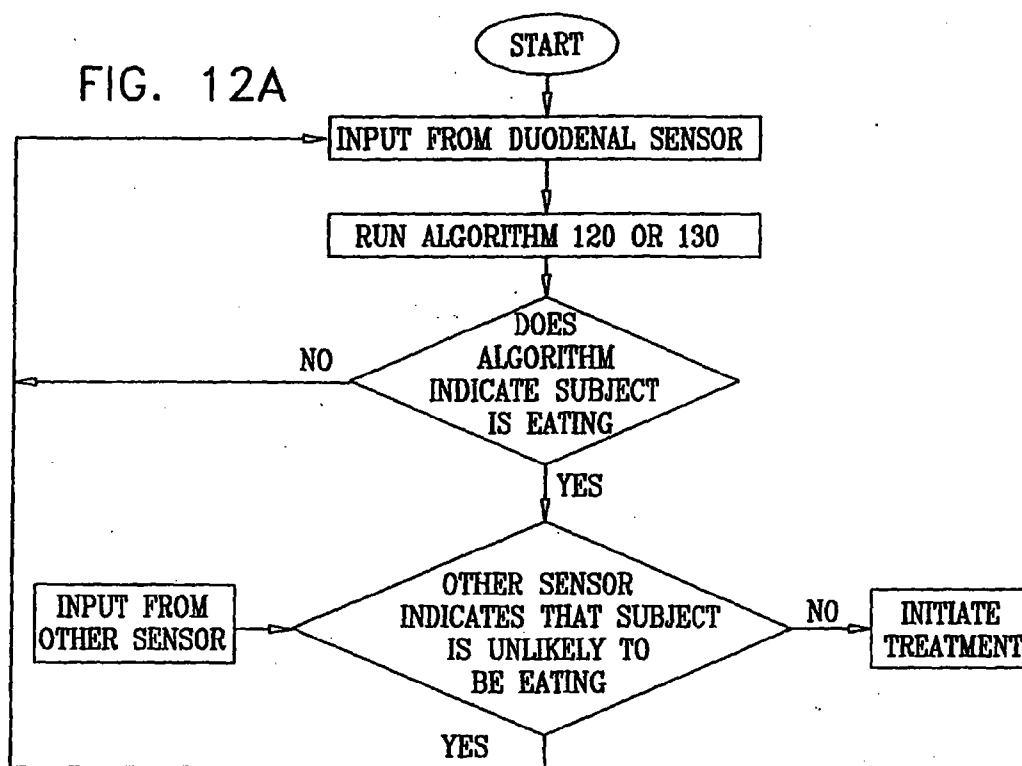 START
FIG. 12A
INPUT FROM DUODENAL SENSOR
RUN ALGORITHM 120 OR 130
DOES
ALGORITHM
INDICATE SUBJECT
IS EATING
NO
YES
INPUT FROM
OTHER SENSOR
OTHER SENSOR
INDICATES THAT SUBJECT
IS UNLIKELY TO
BE EATING
NO
INITIATE
TREATMENT
YES